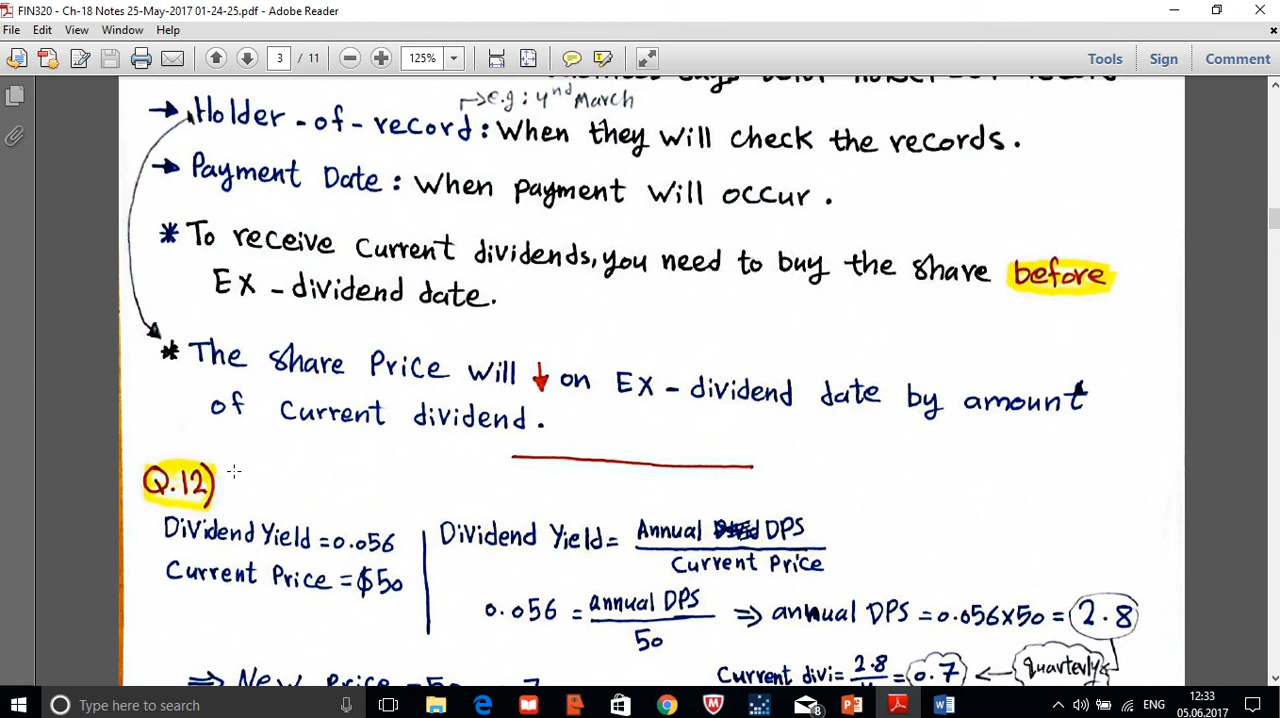 FIN320 - Ch-18 Notes 25-May-2017 01-24-25.pdf - Adobe Reader
File Edit View Window Help
3 / 11 125% Tools Sign Comment
→ e.g : 4nd March
→ Holder-of-record : When they will check the records.
→ Payment Date : When payment will occur.
* To receive current dividends, you need to buy the share before
EX-dividend date.
* The share Price will ↓ on EX-dividend date by amount
of current dividend.
Q.12)
Dividend Yield = 0.056
Current Price = $50
Dividend Yield = Annual DPS / Current Price
0.056 = annual DPS / 50 ⇒ annual DPS = 0.056×50 = 2.8
Current divi = 2.8 = 0.7 ← quarterly
⇒ New Price
Type here to search
8
ENG
12:33
05.06.2017